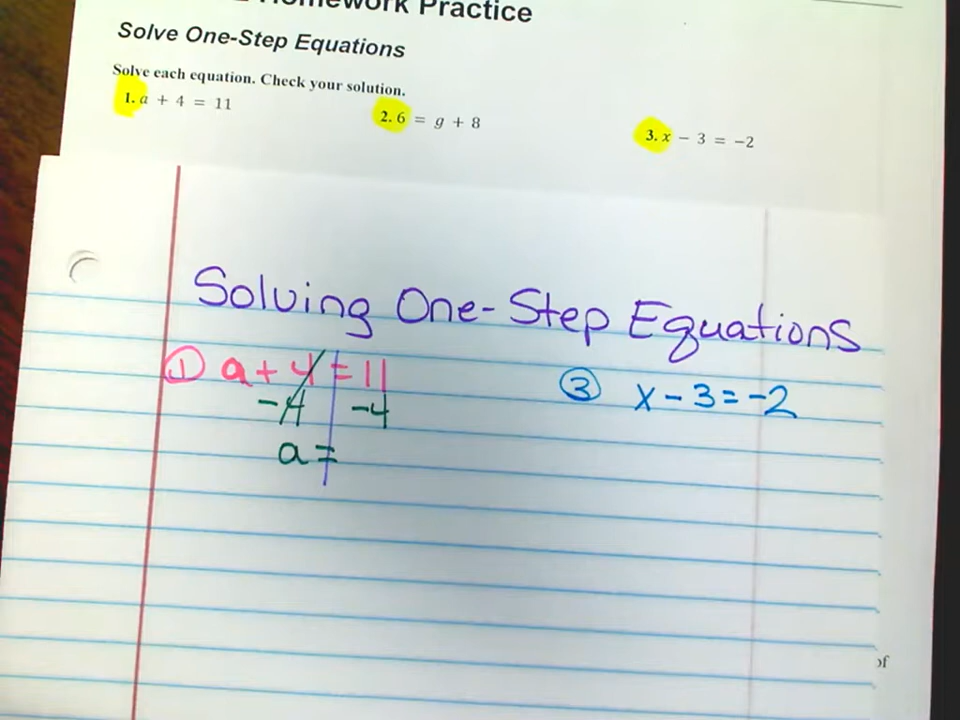 Homework Practice
Solve One-Step Equations
Solve each equation. Check your solution.
1. a + 4 = 11
2. 6 = g + 8
3. x − 3 = −2
Solving One-Step Equations
① a + 4 = 11
-4 -4
a =
③ x - 3 = -2
of